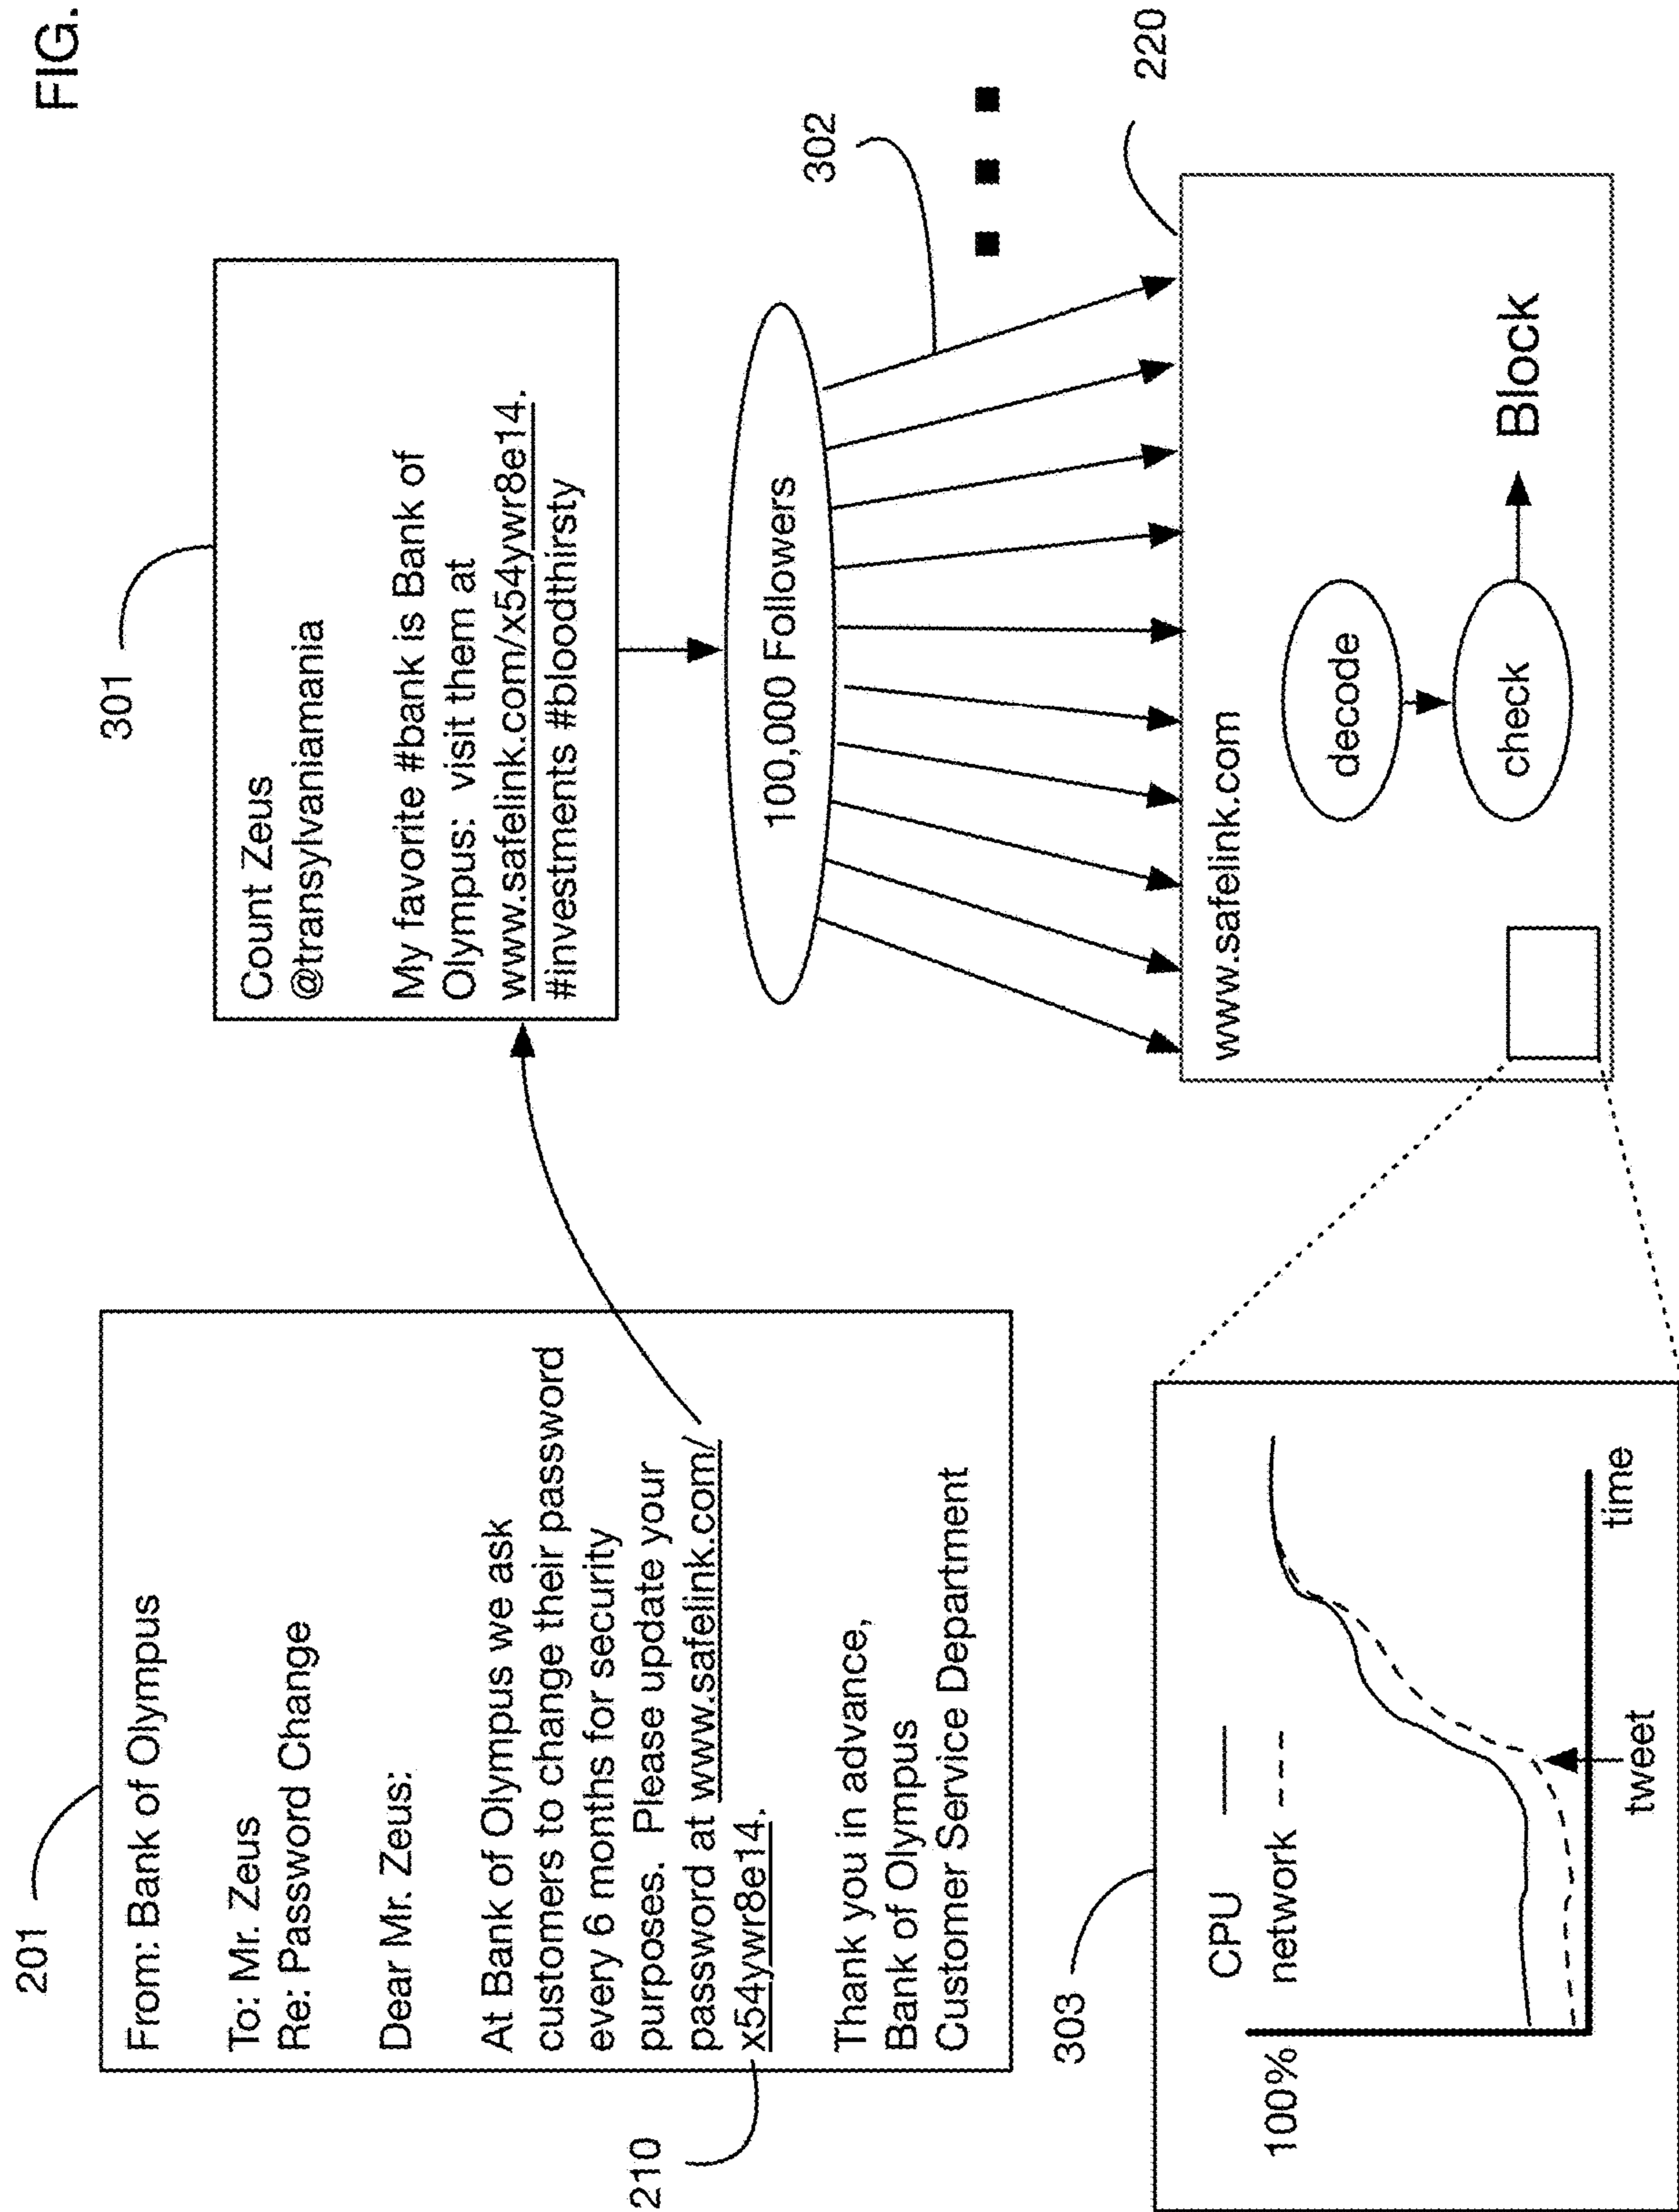 FIG.
201
From: Bank of Olympus
To: Mr. Zeus
Re: Password Change
Dear Mr. Zeus:
At Bank of Olympus we ask
customers to change their password
every 6 months for security
purposes. Please update your
password at www.safelink.com/
x54ywr8e14.
Thank you in advance,
Bank of Olympus
Customer Service Department
210
301
Count Zeus
@transylvaniamania
My favorite #bank is Bank of
Olympus: visit them at
www.safelink.com/x54ywr8e14.
#investments #bloodthirsty
100,000 Followers
302
220
www.safelink.com
decode
check
Block
303
100%
CPU
network
tweet
time